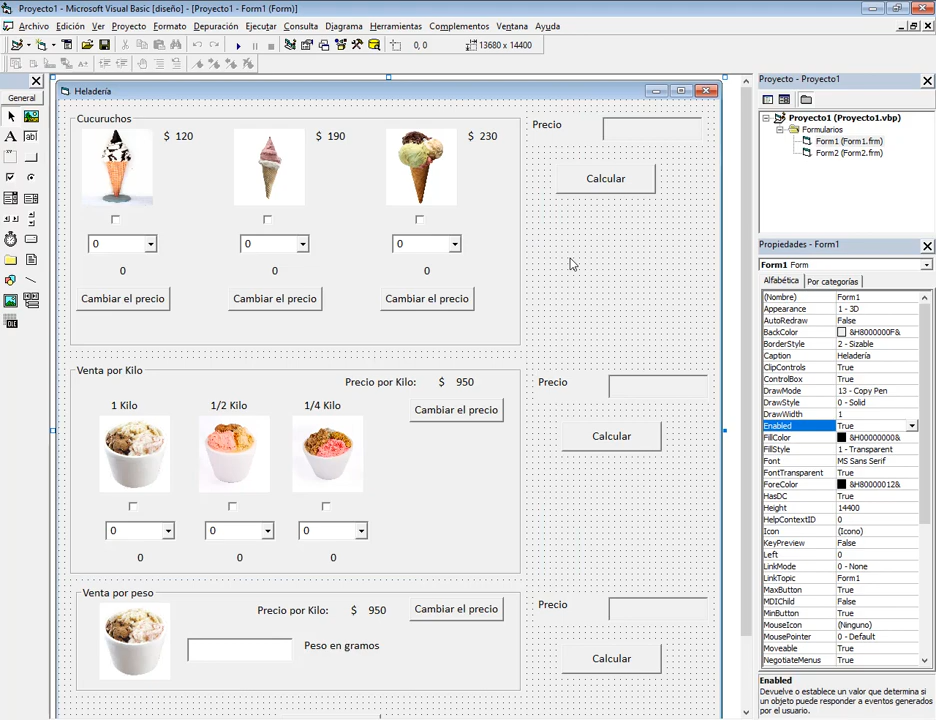 Proyecto1 - Microsoft Visual Basic [diseño] - [Proyecto1 - Form1 (Form)]
Archivo Edición Ver Proyecto Formato Depuración Ejecutar Consulta Diagrama Herramientas Complementos Ventana Ayuda
0, 0 13680 x 14400
General
Heladería
Cucuruchos
$ 120 $ 190 $ 230
0 0 0
0 0 0
Cambiar el precio Cambiar el precio Cambiar el precio
Precio
Calcular
Venta por Kilo
Precio por Kilo: $ 950
1 Kilo 1/2 Kilo 1/4 Kilo
Cambiar el precio
0 0 0
0 0 0
Precio
Calcular
Venta por peso
Precio por Kilo: $ 950
Cambiar el precio
Peso en gramos
Precio
Calcular
Proyecto - Proyecto1
Proyecto1 (Proyecto1.vbp)
Formularios
Form1 (Form1.frm)
Form2 (Form2.frm)
Propiedades - Form1
Form1 Form
Alfabética Por categorías
(Nombre) Form1
Appearance 1 - 3D
AutoRedraw False
BackColor &H8000000F&
BorderStyle 2 - Sizable
Caption Heladería
ClipControls True
ControlBox True
DrawMode 13 - Copy Pen
DrawStyle 0 - Solid
DrawWidth 1
Enabled True
FillColor &H00000000&
FillStyle 1 - Transparent
Font MS Sans Serif
FontTransparent True
ForeColor &H80000012&
HasDC True
Height 14400
HelpContextID 0
Icon (Icono)
KeyPreview False
Left 0
LinkMode 0 - None
LinkTopic Form1
MaxButton True
MDIChild False
MinButton True
MouseIcon (Ninguno)
MousePointer 0 - Default
Moveable True
NegotiateMenus True
Enabled
Devuelve o establece un valor que determina si
un objeto puede responder a eventos generados
por el usuario.